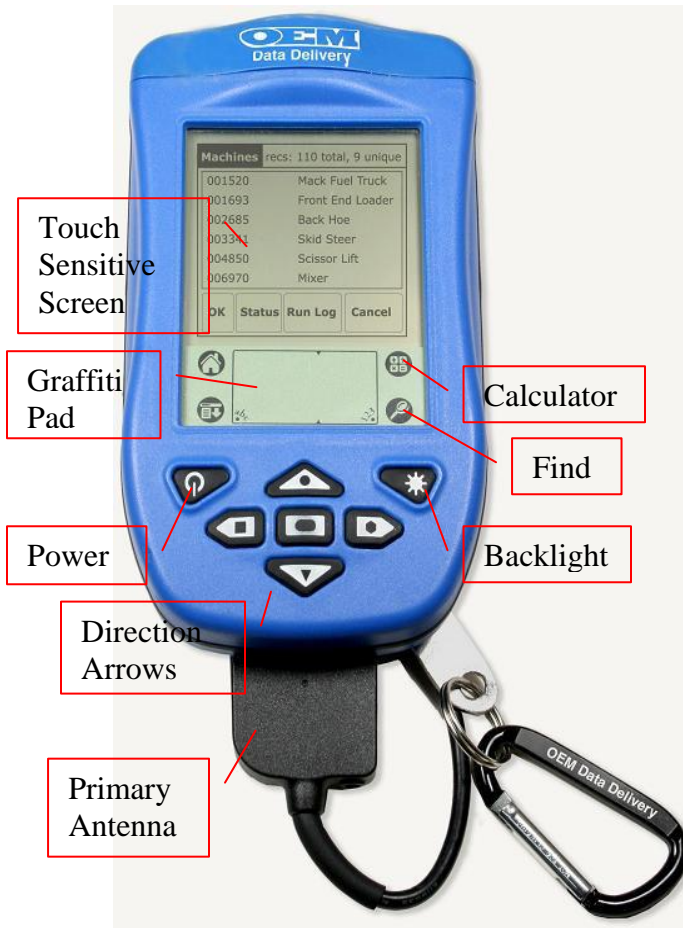 OEM
Data Delivery
Machines recs: 110 total, 9 unique
001520 Mack Fuel Truck
001693 Front End Loader
002685 Back Hoe
003341 Skid Steer
004850 Scissor Lift
006970 Mixer
OK Status Run Log Cancel
Touch
Sensitive
Screen
Graffiti
Pad
Calculator
Find
Power
Backlight
Direction
Arrows
Primary
Antenna
OEM Data Delivery